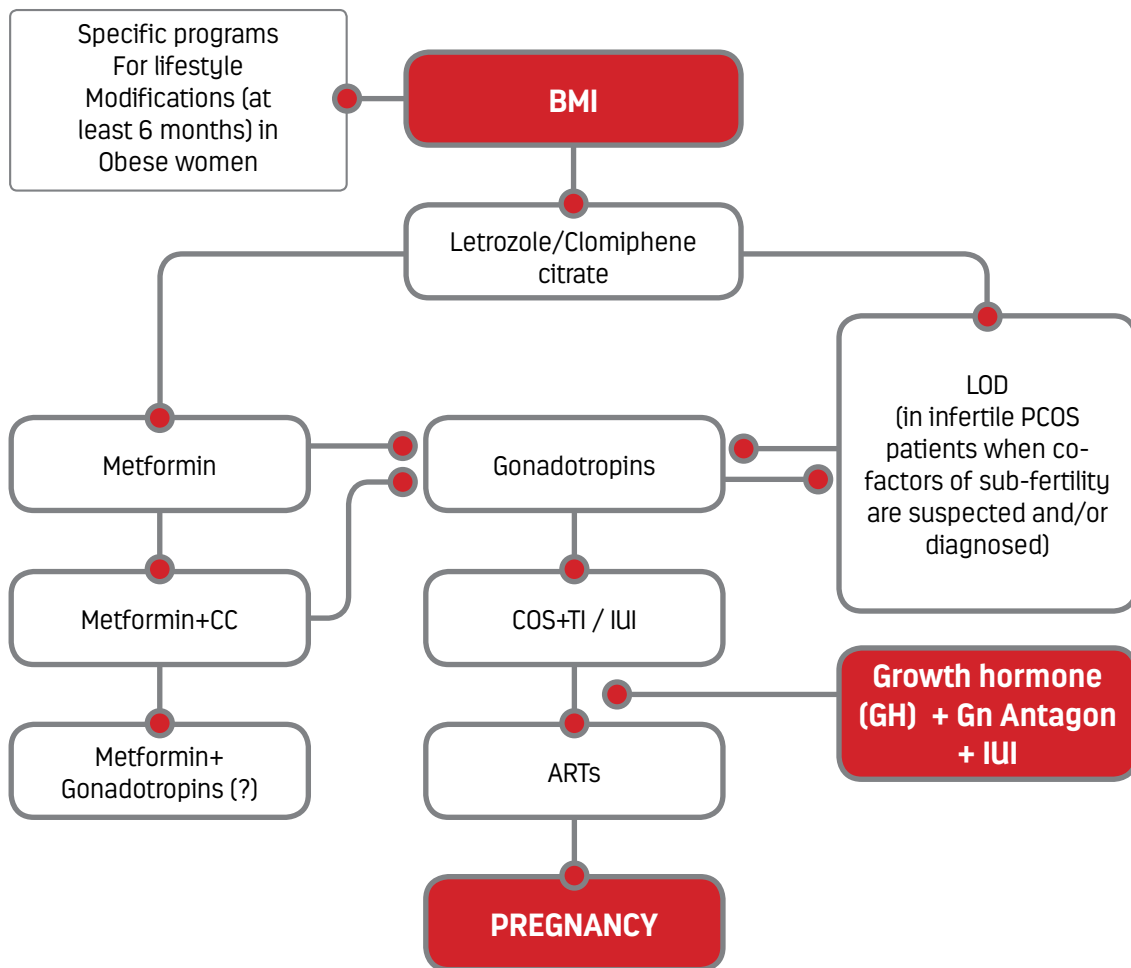 Specific programs
For lifestyle
Modifications (at
least 6 months) in
Obese women
BMI
Letrozole/Clomiphene
citrate
LOD
(in infertile PCOS
patients when co-
factors of sub-fertility
are suspected and/or
diagnosed)
Metformin
Gonadotropins
Metformin+CC
COS+TI / IUI
Growth hormone
(GH) + Gn Antagon
+ IUI
Metformin+
Gonadotropins (?)
ARTs
PREGNANCY